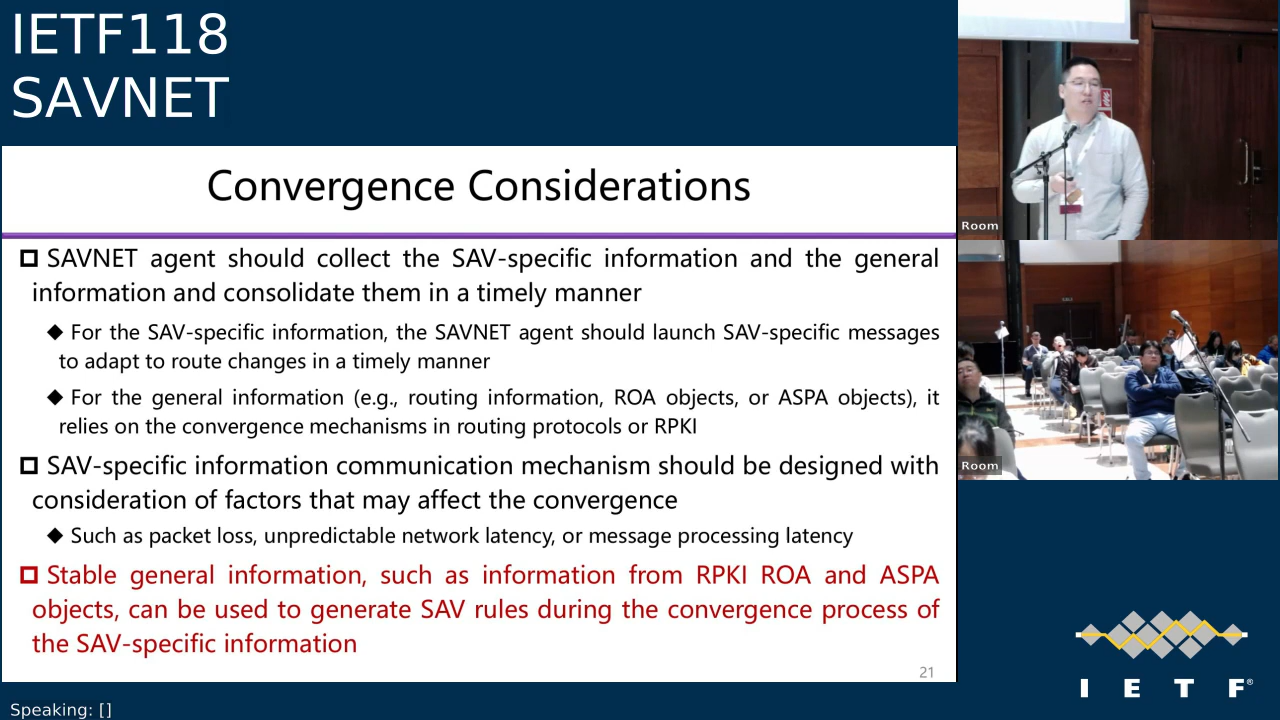 IETF118
SAVNET
Convergence Considerations
SAVNET agent should collect the SAV-specific information and the general
information and consolidate them in a timely manner
For the SAV-specific information, the SAVNET agent should launch SAV-specific messages
to adapt to route changes in a timely manner
For the general information (e.g., routing information, ROA objects, or ASPA objects), it
relies on the convergence mechanisms in routing protocols or RPKI
SAV-specific information communication mechanism should be designed with
consideration of factors that may affect the convergence
Such as packet loss, unpredictable network latency, or message processing latency
Stable general information, such as information from RPKI ROA and ASPA
objects, can be used to generate SAV rules during the convergence process of
the SAV-specific information
21
Speaking: []
Room
Room
I E T F®